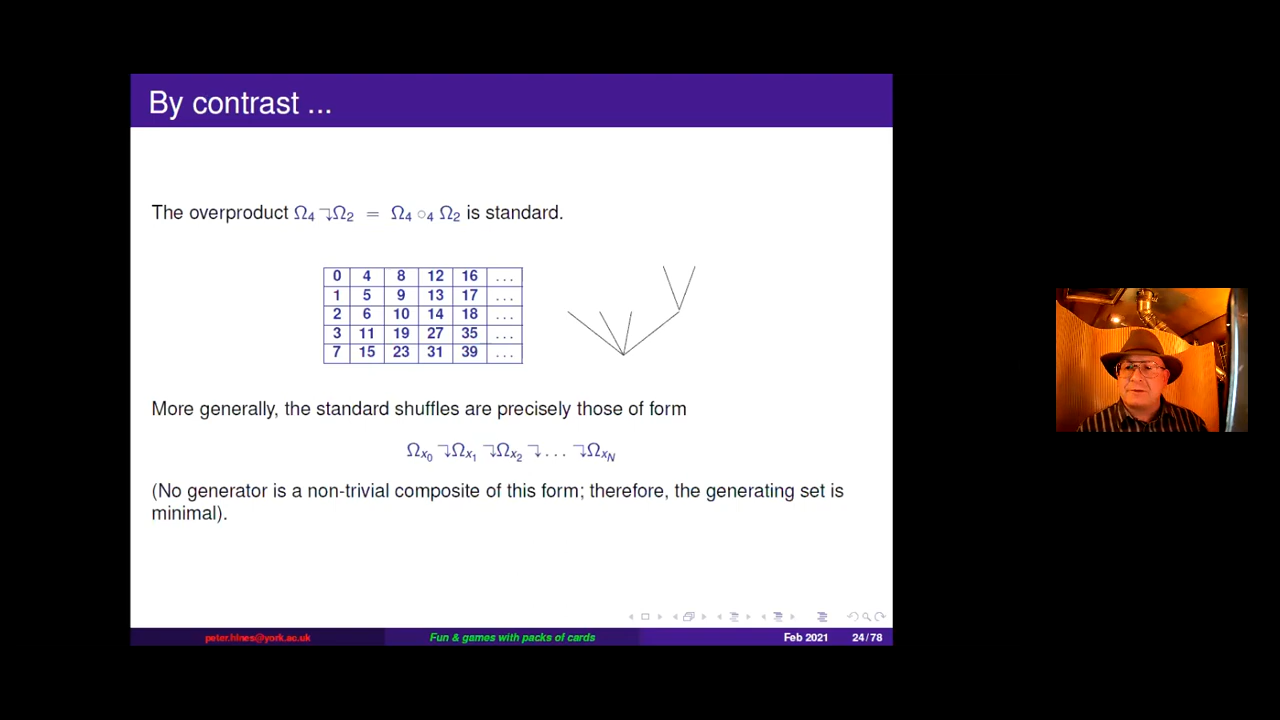 By contrast ...
The overproduct Ω₄ ⤵Ω₂ = Ω₄ ∘₄ Ω₂ is standard.
0 4 8 12 16 ...
1 5 9 13 17 ...
2 6 10 14 18 ...
3 11 19 27 35 ...
7 15 23 31 39 ...
More generally, the standard shuffles are precisely those of form
Ωx₀ ⤵Ωx₁ ⤵Ωx₂ ⤵... ⤵ΩxN
(No generator is a non-trivial composite of this form; therefore, the generating set is
minimal).
peter.hines@york.ac.uk Fun & games with packs of cards Feb 2021 24/78